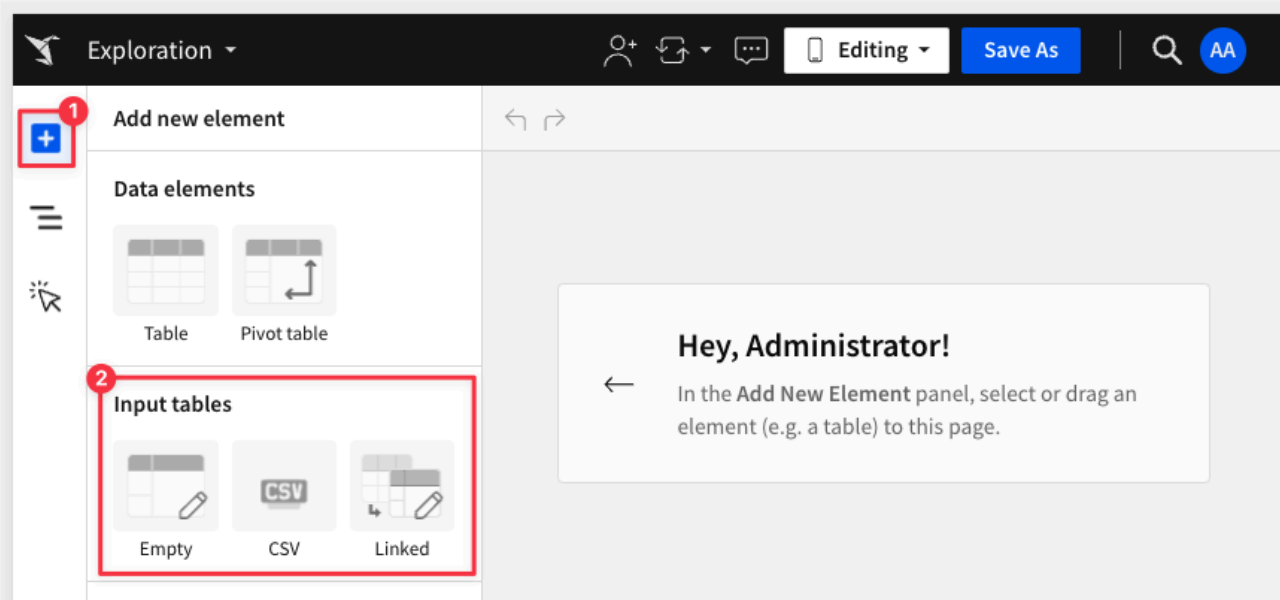 Exploration
Editing
Save As
AA
1
Add new element
Data elements
Table
Pivot table
2
Input tables
CSV
Empty
CSV
Linked
Hey, Administrator!
In the Add New Element panel, select or drag an
element (e.g. a table) to this page.